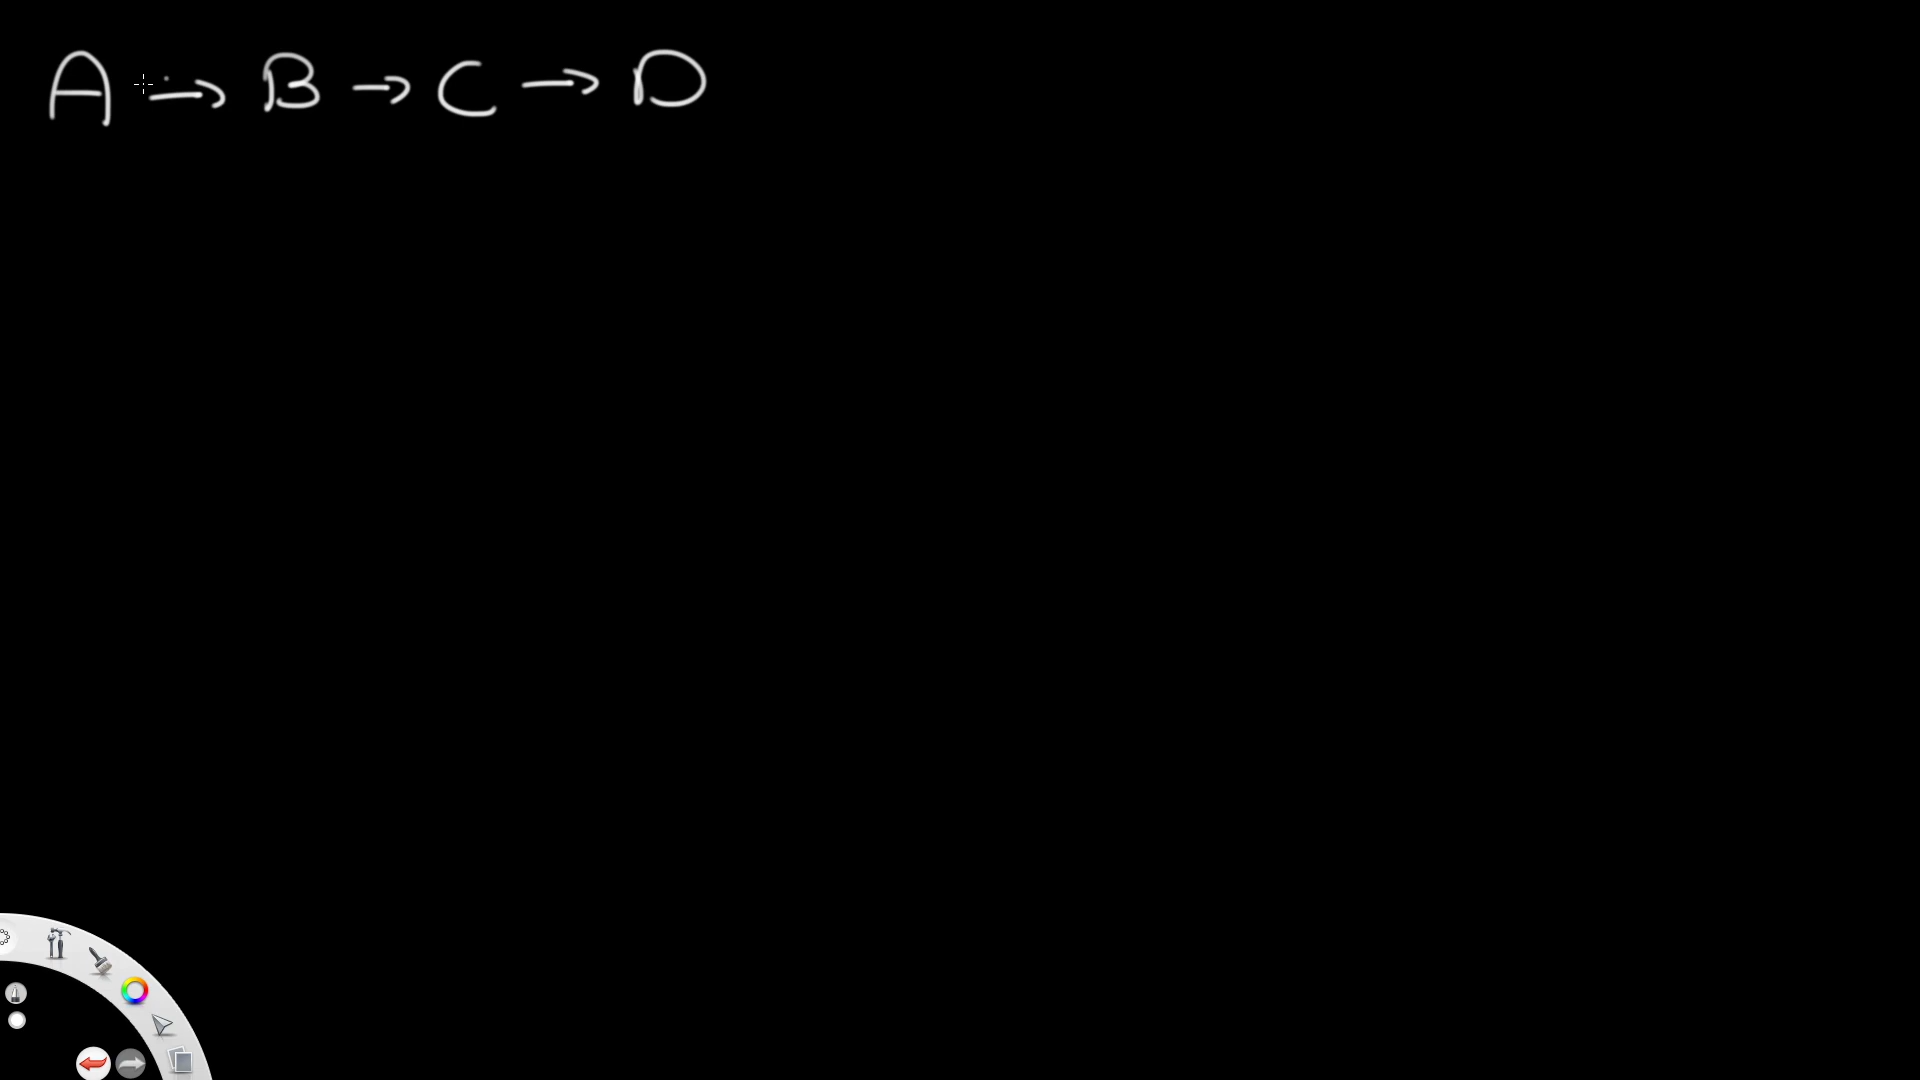 A → B → C → D